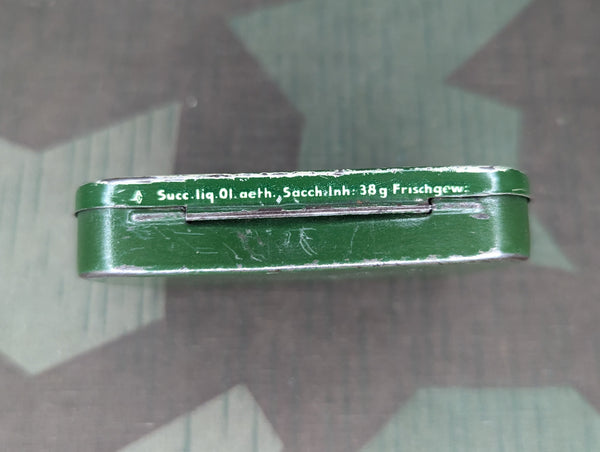 Succ. liq. Ol. aeth., Sacch. Inh: 38 g Frischgew.